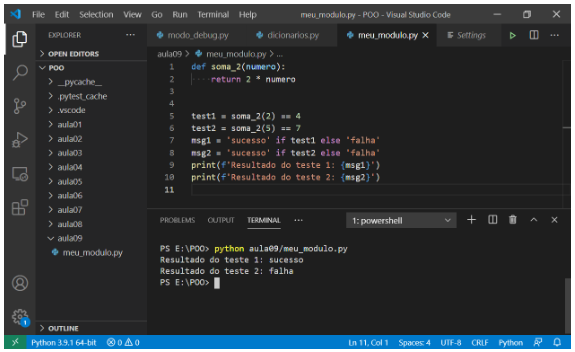 File Edit Selection View Go Run Terminal Help meu_modulo.py - POO - Visual Studio Code
EXPLORER ···
> OPEN EDITORS
∨ POO
> __pycache__
> .pytest_cache
> .vscode
> aula01
> aula02
> aula03
> aula04
> aula05
> aula06
> aula07
> aula08
∨ aula09
meu_modulo.py
> OUTLINE
modo_debug.py dicionarios.py meu_modulo.py × Settings
aula09 > meu_modulo.py > ...
1 def soma_2(numero):
2 ····return 2 * numero
3
4
5 test1 = soma_2(2) == 4
6 test2 = soma_2(5) == 7
7 msg1 = 'sucesso' if test1 else 'falha'
8 msg2 = 'sucesso' if test2 else 'falha'
9 print(f'Resultado do teste 1: {msg1}')
10 print(f'Resultado do teste 2: {msg2}')
11
PROBLEMS OUTPUT TERMINAL ··· 1: powershell
PS E:\POO> python aula09/meu_modulo.py
Resultado do teste 1: sucesso
Resultado do teste 2: falha
PS E:\POO>
1
Python 3.9.1 64-bit 0 0 Ln 11, Col 1 Spaces: 4 UTF-8 CRLF Python